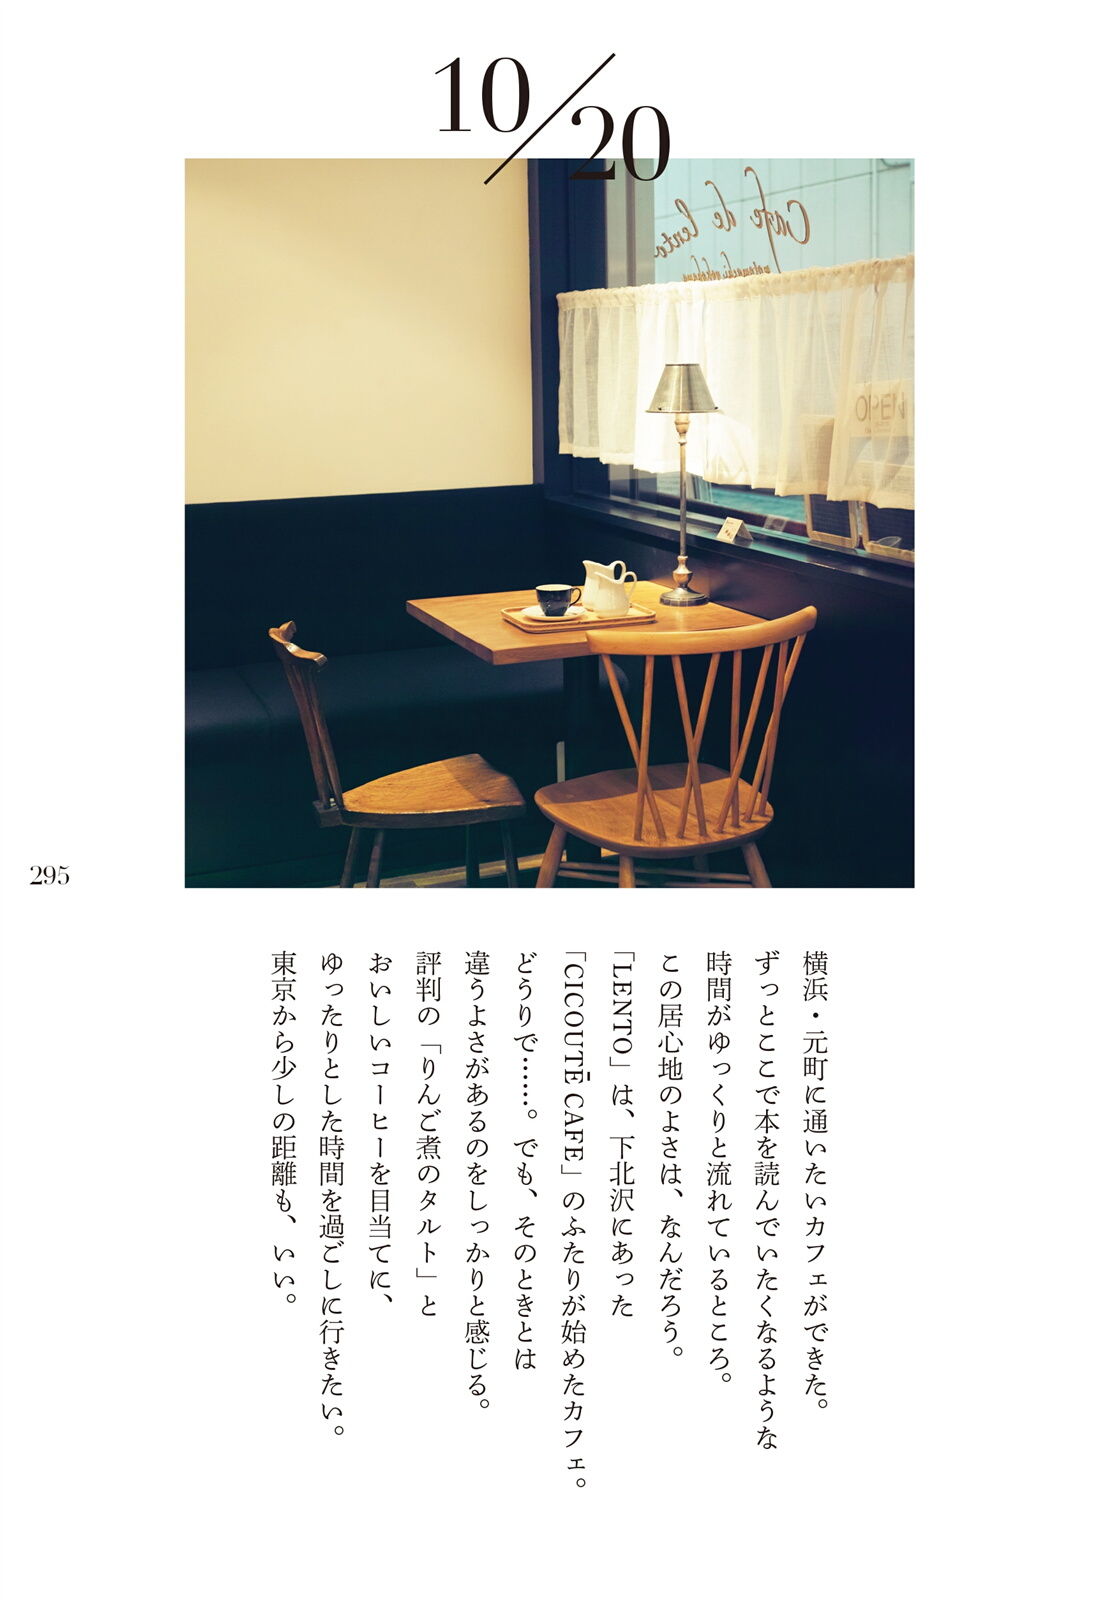 10/20
Cafe de lento
motomachi yokohama
OPEN
295
横浜・元町に通いたいカフェができた。
ずっとここで本を読んでいたくなるような
時間がゆっくりと流れているところ。
この居心地のよさは、なんだろう。
「LENTO」は、下北沢にあった
「CICOUTĒ CAFE」のふたりが始めたカフェ。
どうりで……。でも、そのときとは
違うよさがあるのをしっかりと感じる。
評判の「りんご煮のタルト」と
おいしいコーヒーを目当てに、
ゆったりとした時間を過ごしに行きたい。
東京から少しの距離も、いい。